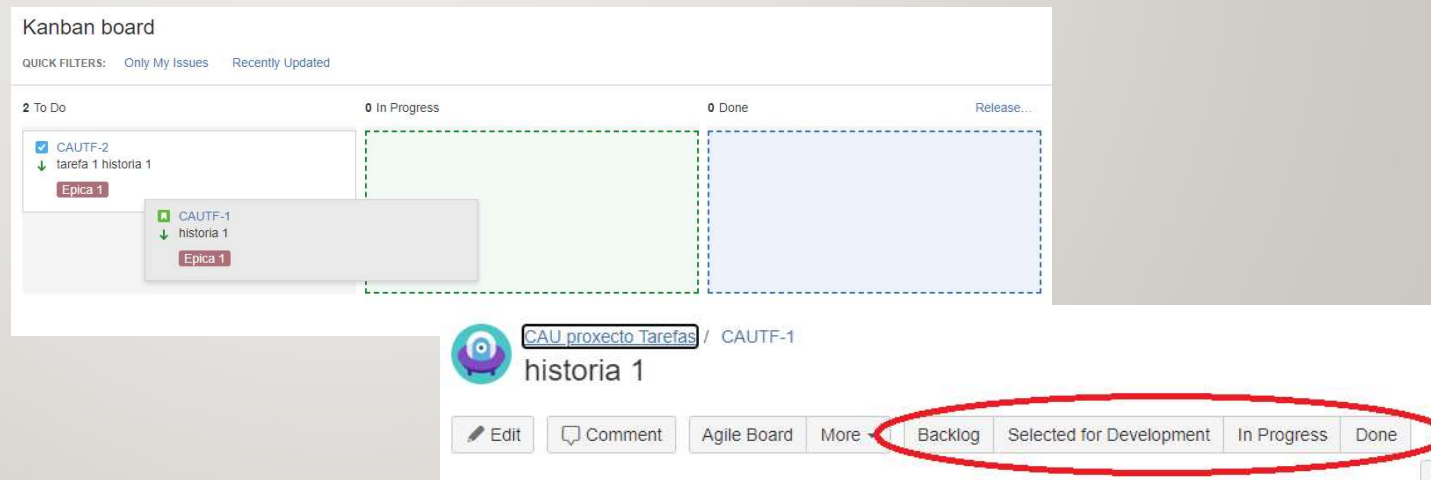 Kanban board
QUICK FILTERS: Only My Issues Recently Updated
2 To Do 0 In Progress 0 Done Release...
CAUTF-2
tarefa 1 historia 1
Epica 1
CAUTF-1
historia 1
Epica 1
CAU proxecto Tarefas / CAUTF-1
historia 1
Edit Comment Agile Board More Backlog Selected for Development In Progress Done